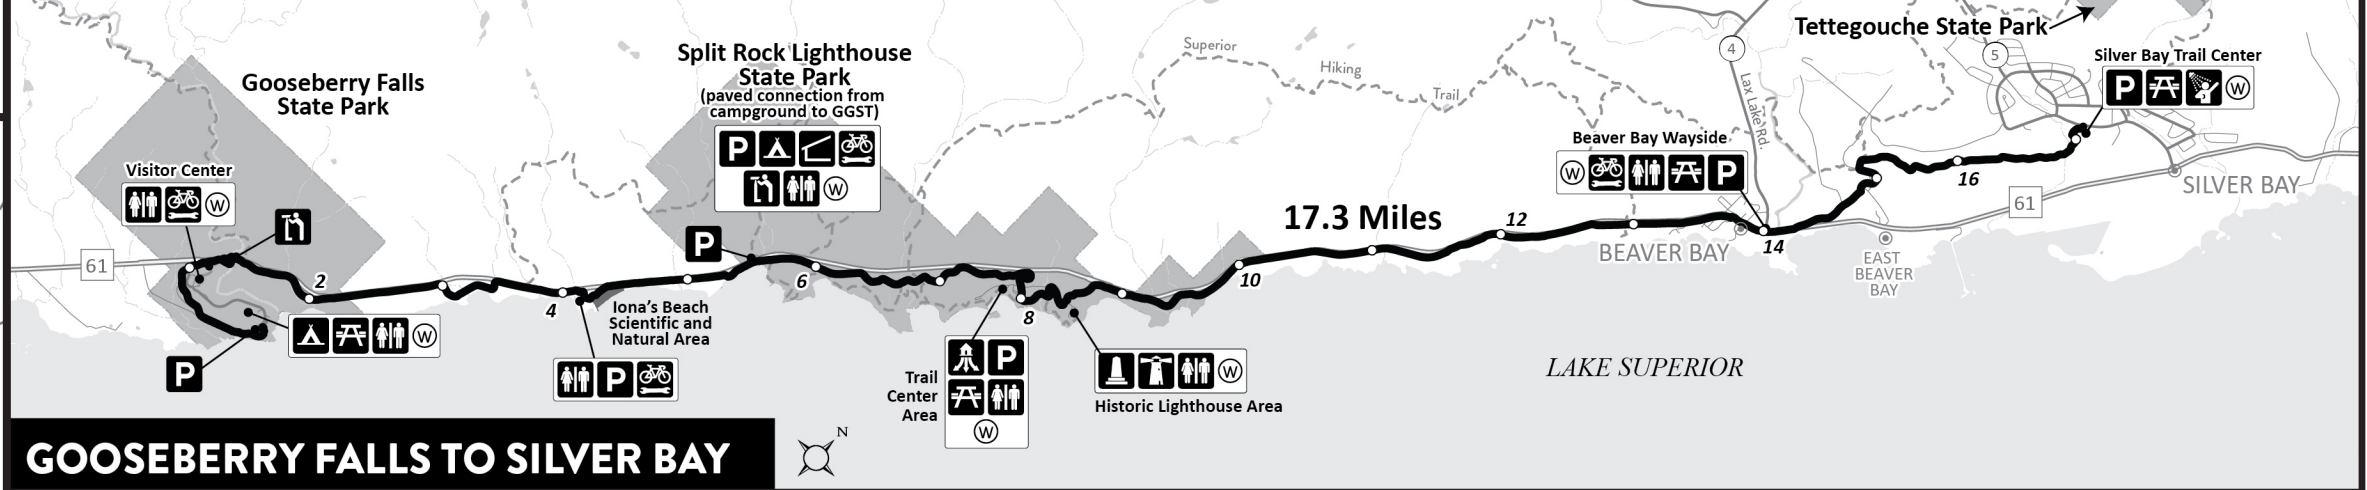 Tettegouche State Park
4
5
Silver Bay Trail Center
P
W
Split Rock Lighthouse
State Park
(paved connection from
campground to GGST)
P
W
Superior
Hiking
Trail
Gooseberry Falls
State Park
Lax Lake Rd.
Beaver Bay Wayside
W
P
Visitor Center
W
16
SILVER BAY
61
17.3 Miles
12
P
61
BEAVER BAY
14
EAST
BEAVER
BAY
2
6
10
4
Iona's Beach
Scientific and
Natural Area
8
W
P
P
P
W
LAKE SUPERIOR
Trail
Center
Area
W
Historic Lighthouse Area
GOOSEBERRY FALLS TO SILVER BAY
N